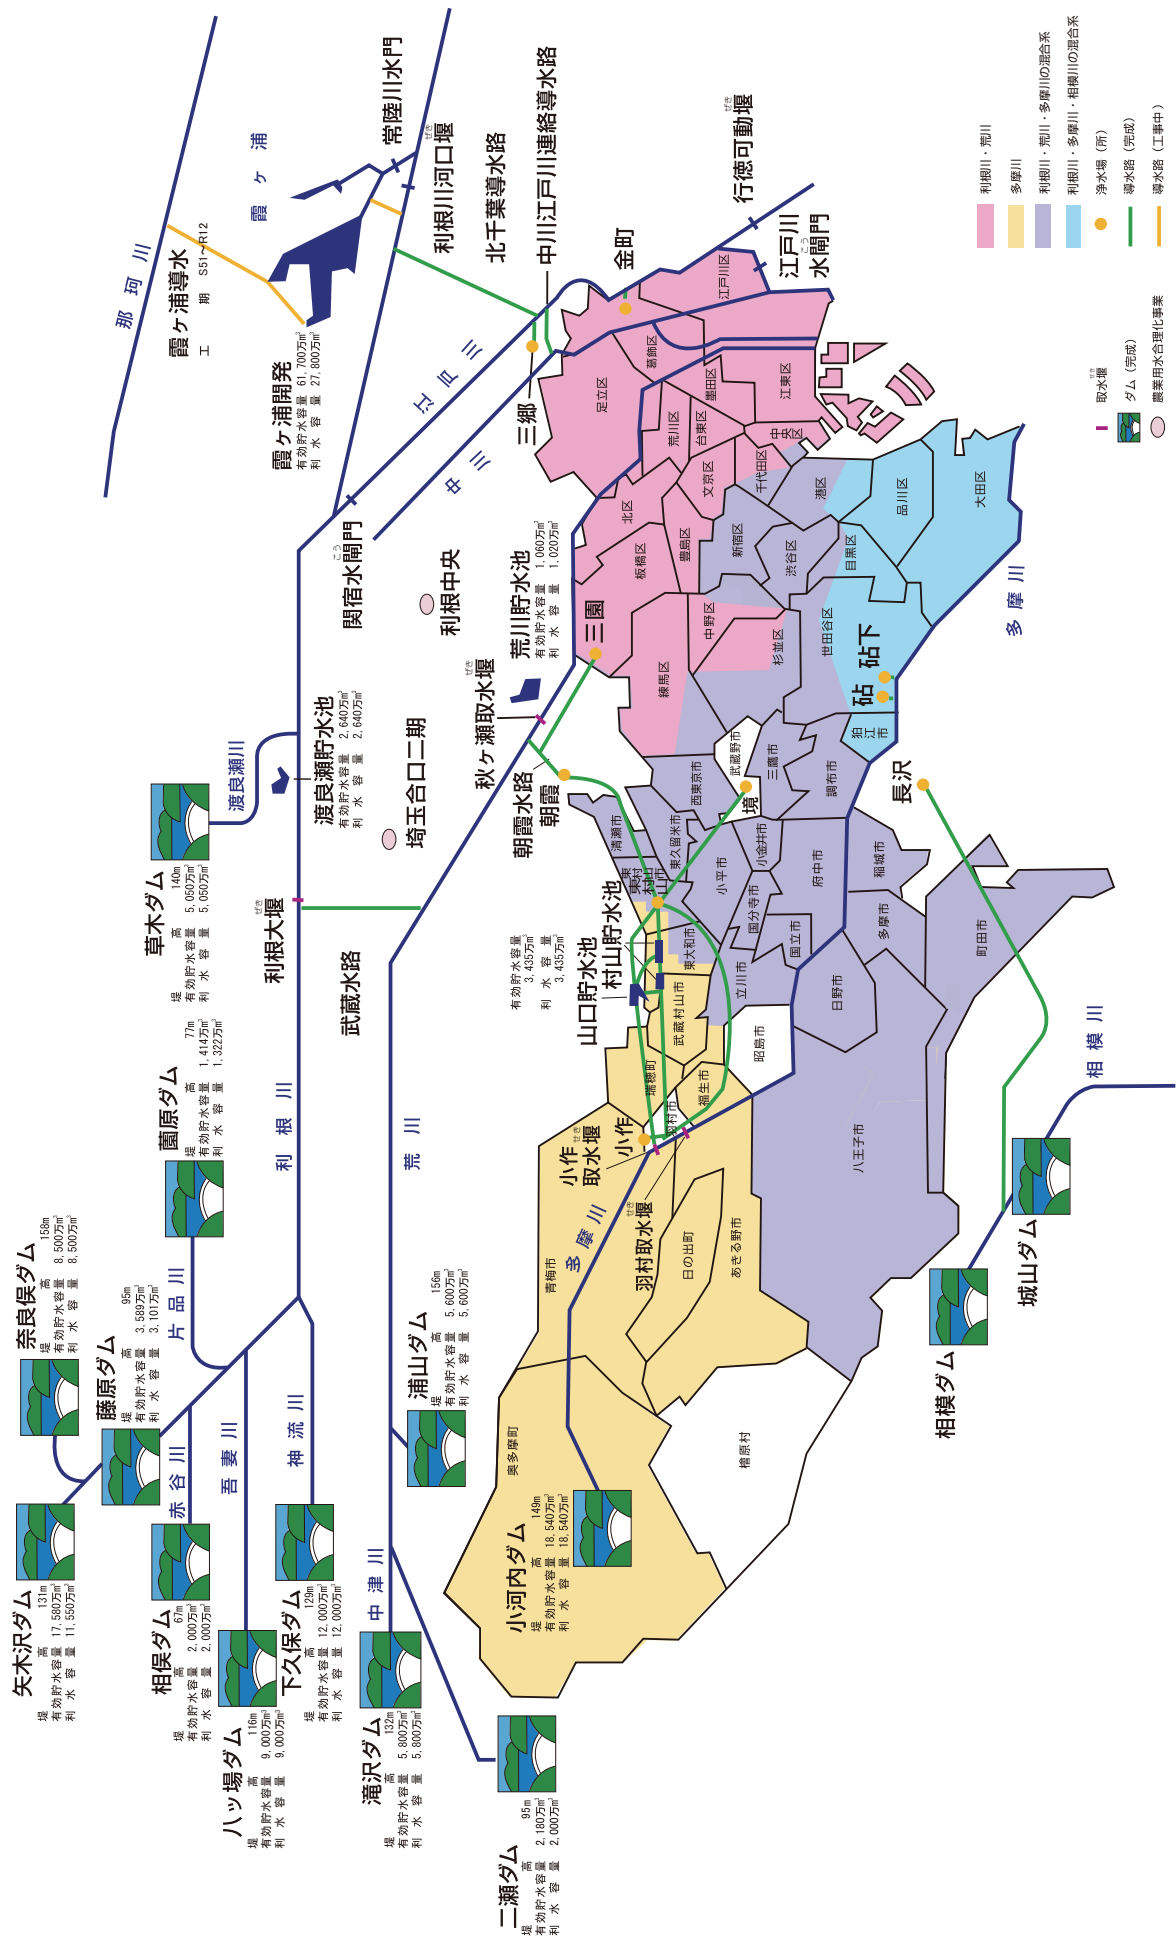 矢木沢ダム
堤高 131m
有効貯水容量 17,580万㎥
利水容量 11,550万㎥
奈良俣ダム
堤高 158m
有効貯水容量 8,500万㎥
利水容量 8,500万㎥
藤原ダム
堤高 95m
有効貯水容量 3,589万㎥
利水容量 3,101万㎥
相俣ダム
堤高 67m
有効貯水容量 2,000万㎥
利水容量 2,000万㎥
薗原ダム
堤高 77m
有効貯水容量 1,414万㎥
利水容量 1,322万㎥
八ッ場ダム
堤高 116m
有効貯水容量 9,000万㎥
利水容量 9,000万㎥
下久保ダム
堤高 129m
有効貯水容量 12,000万㎥
利水容量 12,000万㎥
草木ダム
堤高 140m
有効貯水容量 5,050万㎥
利水容量 5,050万㎥
滝沢ダム
堤高 132m
有効貯水容量 5,800万㎥
利水容量 5,800万㎥
浦山ダム
堤高 156m
有効貯水容量 5,600万㎥
利水容量 5,600万㎥
二瀬ダム
堤高 95m
有効貯水容量 2,180万㎥
利水容量 2,000万㎥
小河内ダム
堤高 149m
有効貯水容量 18,540万㎥
利水容量 18,540万㎥
片品川
赤谷川
吾妻川
神流川
中津川
利根川
荒川
渡良瀬川
利根大堰
ぜき
武蔵水路
渡良瀬貯水池
有効貯水容量 2,640万㎥
利水容量 2,640万㎥
埼玉合口二期
利根中央
関宿水閘門
こう
荒川貯水池
有効貯水容量 1,060万㎥
利水容量 1,020万㎥
秋ヶ瀬取水堰
ぜき
朝霞水路
朝霞
三園
那珂川
霞ヶ浦導水
工期 S51〜R12
霞ヶ浦
霞ヶ浦開発
有効貯水容量 61,700万㎥
利水容量 27,800万㎥
常陸川水門
利根川河口堰
ぜき
北千葉導水路
中川江戸川連絡導水路
江戸川
中川
三郷
金町
行徳可動堰
ぜき
江戸川
水閘門
こう
山口貯水池
村山貯水池
有効貯水容量
3,435万㎥
利水容量
3,435万㎥
小作
取水堰
せき
小作
羽村取水堰
せき
多摩川
多摩川
相模川
境
砧
砧下
長沢
城山ダム
相模ダム
奥多摩町
檜原村
青梅市
日の出町
あきる野市
羽村市
瑞穂町
福生市
武蔵村山市
昭島市
八王子市
立川市
東大和市
東村山市
清瀬市
東久留米市
小平市
国分寺市
国立市
小金井市
府中市
日野市
多摩市
稲城市
町田市
西東京市
武蔵野市
三鷹市
調布市
狛江市
練馬区
板橋区
北区
豊島区
中野区
杉並区
世田谷区
新宿区
渋谷区
目黒区
文京区
千代田区
港区
品川区
大田区
足立区
葛飾区
荒川区
台東区
墨田区
中央区
江東区
江戸川区
利根川・荒川
多摩川
利根川・荒川・多摩川の混合系
利根川・多摩川・相模川の混合系
浄水場（所）
導水路（完成）
導水路（工事中）
取水堰
せき
ダム（完成）
農業用水合理化事業